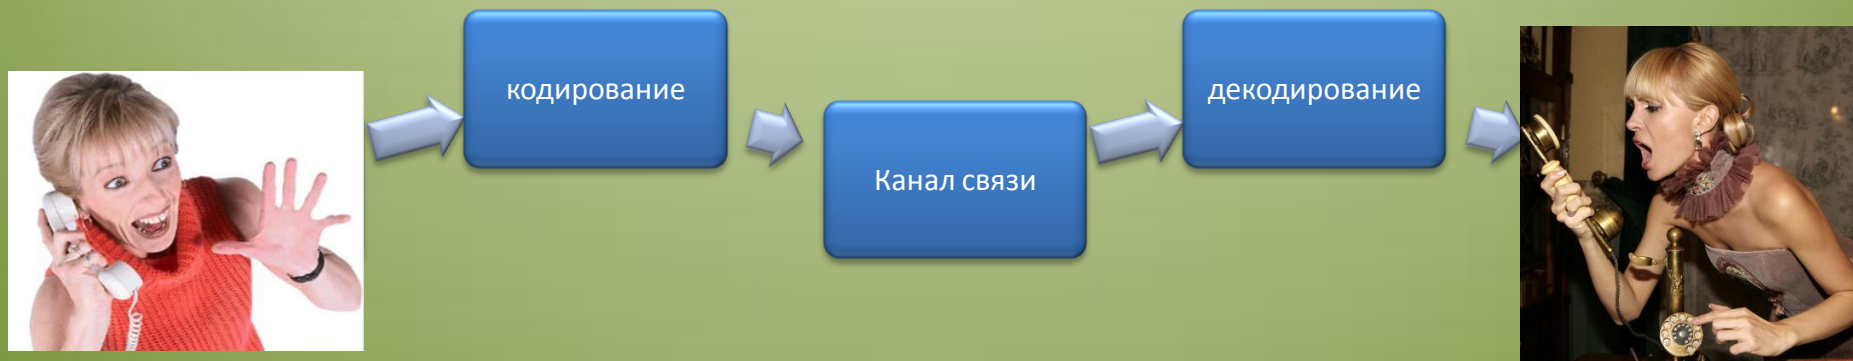 кодирование
Канал связи
декодирование